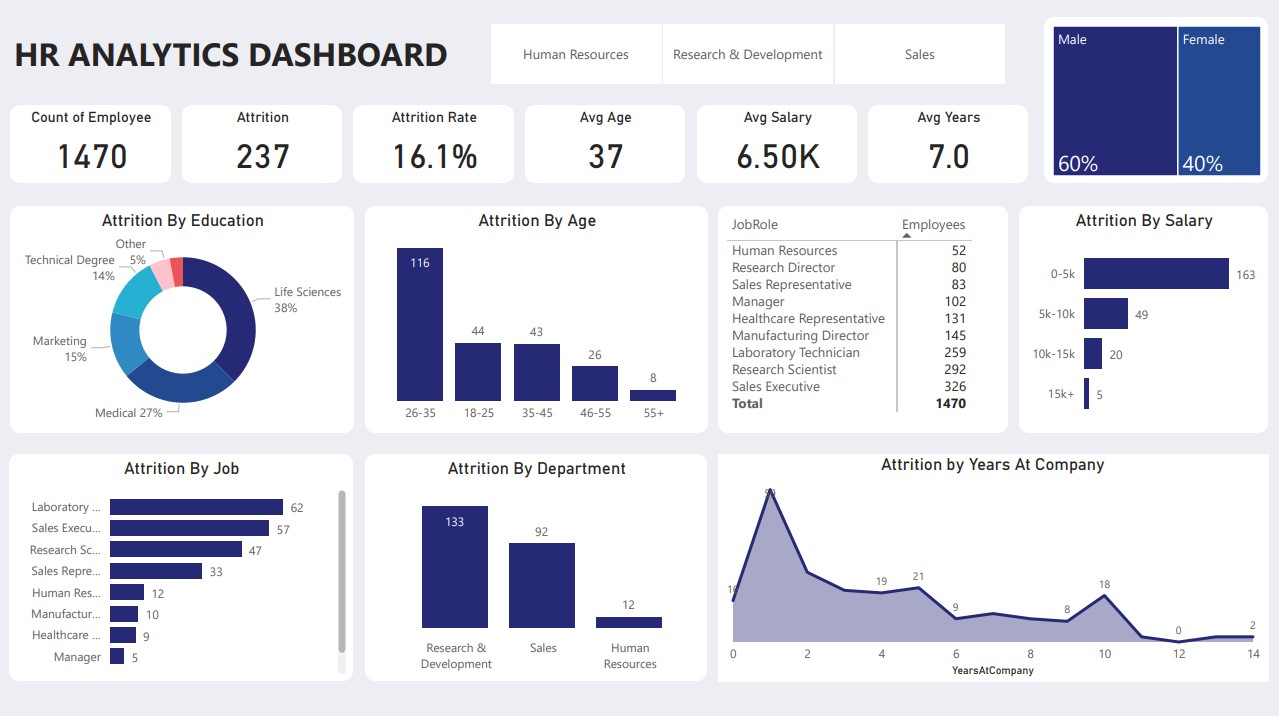 HR ANALYTICS DASHBOARD
Human Resources
Research & Development
Sales
Male
Female
60%
40%
Count of Employee
1470
Attrition
237
Attrition Rate
16.1%
Avg Age
37
Avg Salary
6.50K
Avg Years
7.0
Attrition By Education
Other
5%
Technical Degree
14%
Life Sciences
38%
Marketing
15%
Medical 27%
Attrition By Age
116
44
43
26
8
26-35
18-25
35-45
46-55
55+
JobRole Employees
Human Resources 52
Research Director 80
Sales Representative 83
Manager 102
Healthcare Representative 131
Manufacturing Director 145
Laboratory Technician 259
Research Scientist 292
Sales Executive 326
Total 1470
Attrition By Salary
0-5k 163
5k-10k 49
10k-15k 20
15k+ 5
Attrition By Job
Laboratory ... 62
Sales Execu... 57
Research Sc... 47
Sales Repre... 33
Human Res... 12
Manufactur... 10
Healthcare ... 9
Manager 5
Attrition By Department
133
92
12
Research &
Development
Sales
Human
Resources
Attrition by Years At Company
19
21
9
8
18
0
2
0 2 4 6 8 10 12 14
YearsAtCompany